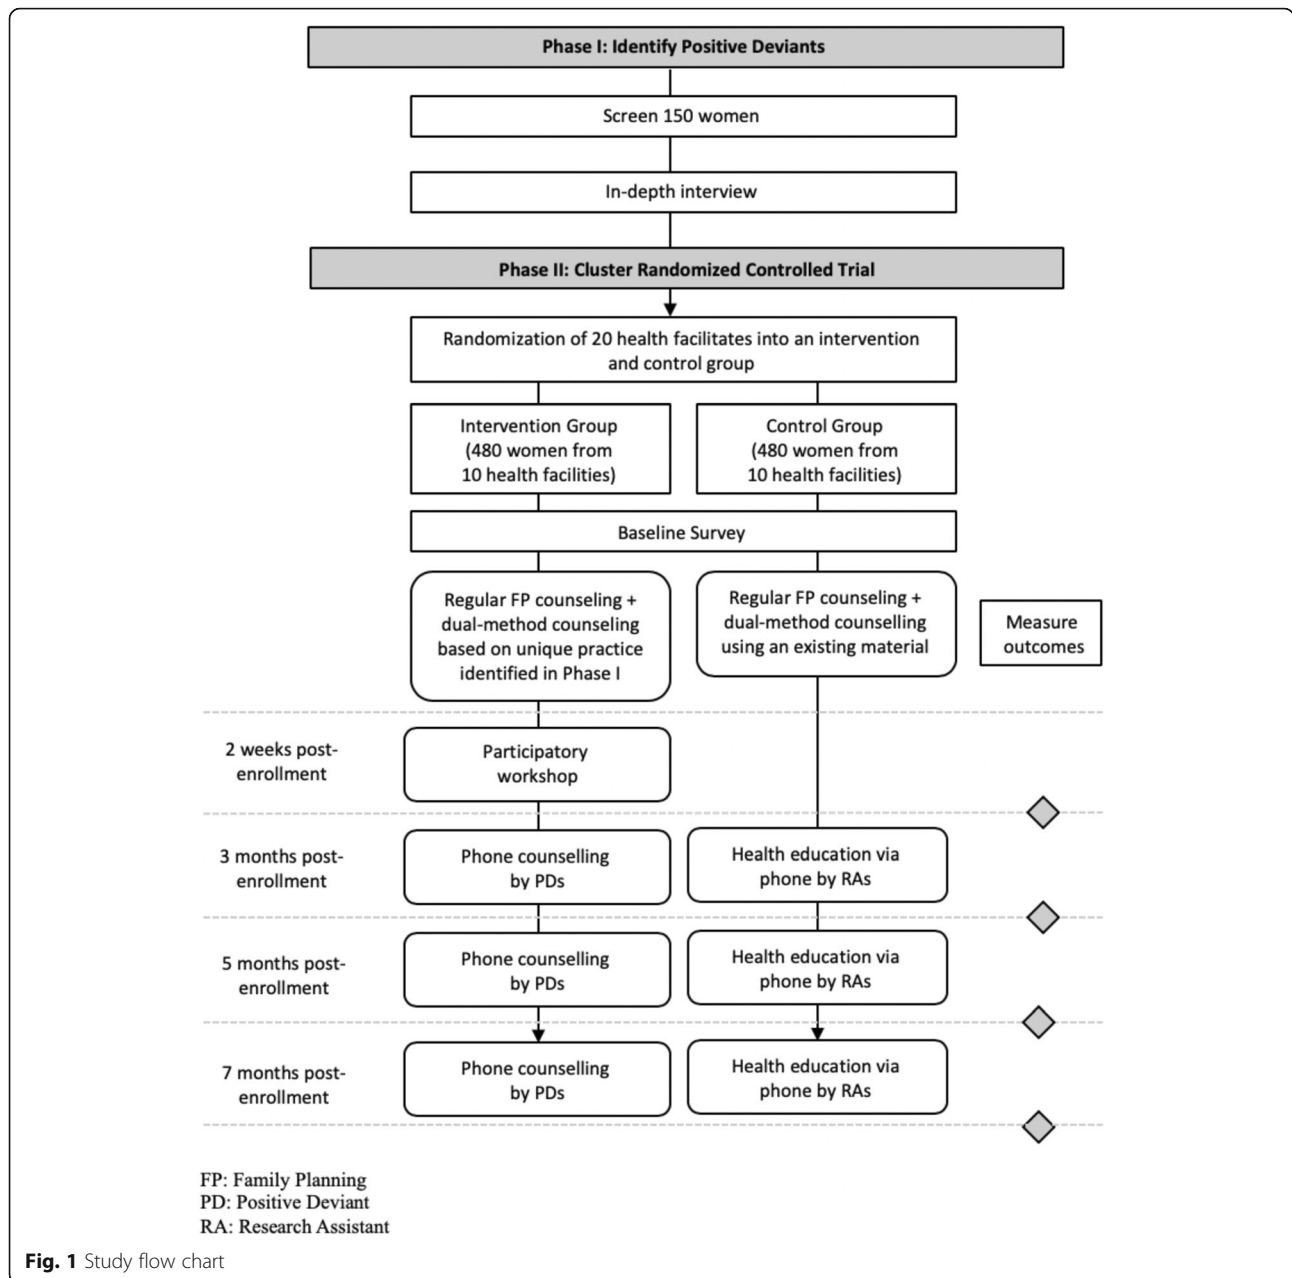 Phase I: Identify Positive Deviants
Screen 150 women
In-depth interview
Phase II: Cluster Randomized Controlled Trial
Randomization of 20 health facilitates into an intervention
and control group
Intervention Group
(480 women from
10 health facilities)
Control Group
(480 women from
10 health facilities)
Baseline Survey
Regular FP counseling +
dual-method counseling
based on unique practice
identified in Phase I
Regular FP counseling +
dual-method counselling
using an existing material
Measure
outcomes
2 weeks post-
enrollment
Participatory
workshop
3 months post-
enrollment
Phone counselling
by PDs
Health education via
phone by RAs
5 months post-
enrollment
Phone counselling
by PDs
Health education via
phone by RAs
7 months post-
enrollment
Phone counselling
by PDs
Health education via
phone by RAs
FP: Family Planning
PD: Positive Deviant
RA: Research Assistant
Fig. 1 Study flow chart